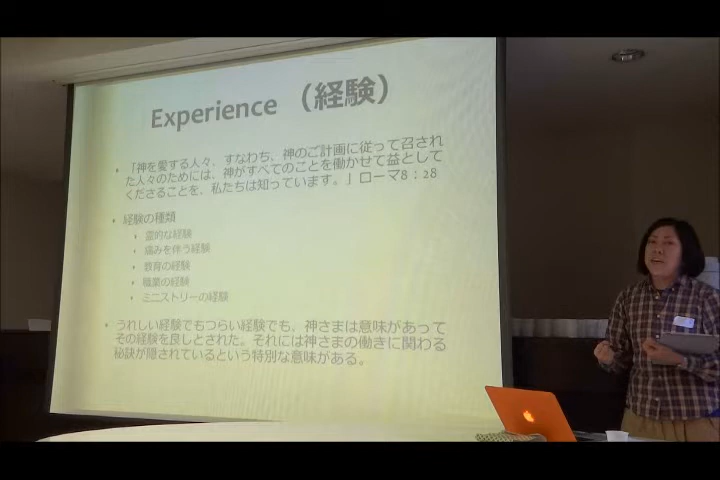 Experience (経験)
• 「神を愛する人々、すなわち、神のご計画に従って召され
た人々のためには、神がすべてのことを働かせて益として
くださることを、私たちは知っています。」ローマ8:28
• 経験の種類
• 霊的な経験
• 痛みを伴う経験
• 教育の経験
• 職業の経験
• ミニストリーの経験
• うれしい経験でもつらい経験でも、神さまは意味があって
その経験を良しとされた。それには神さまの働きに関わる
秘訣が隠されているという特別な意味がある。